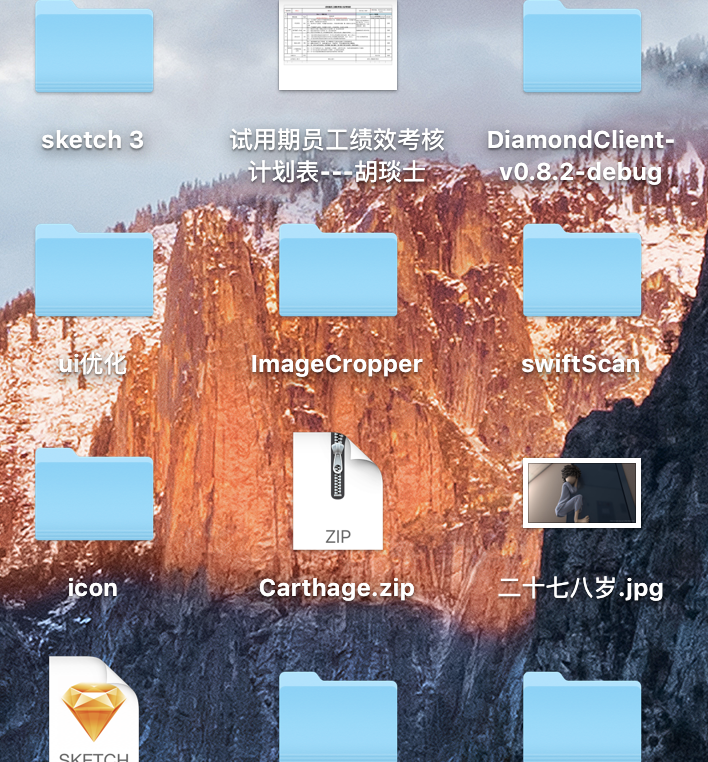 sketch 3
试用期员工绩效考核
计划表---胡琰士
DiamondClient-
v0.8.2-debug
ui优化
ImageCropper
swiftScan
icon
ZIP
Carthage.zip
二十七八岁.jpg
SKETCH